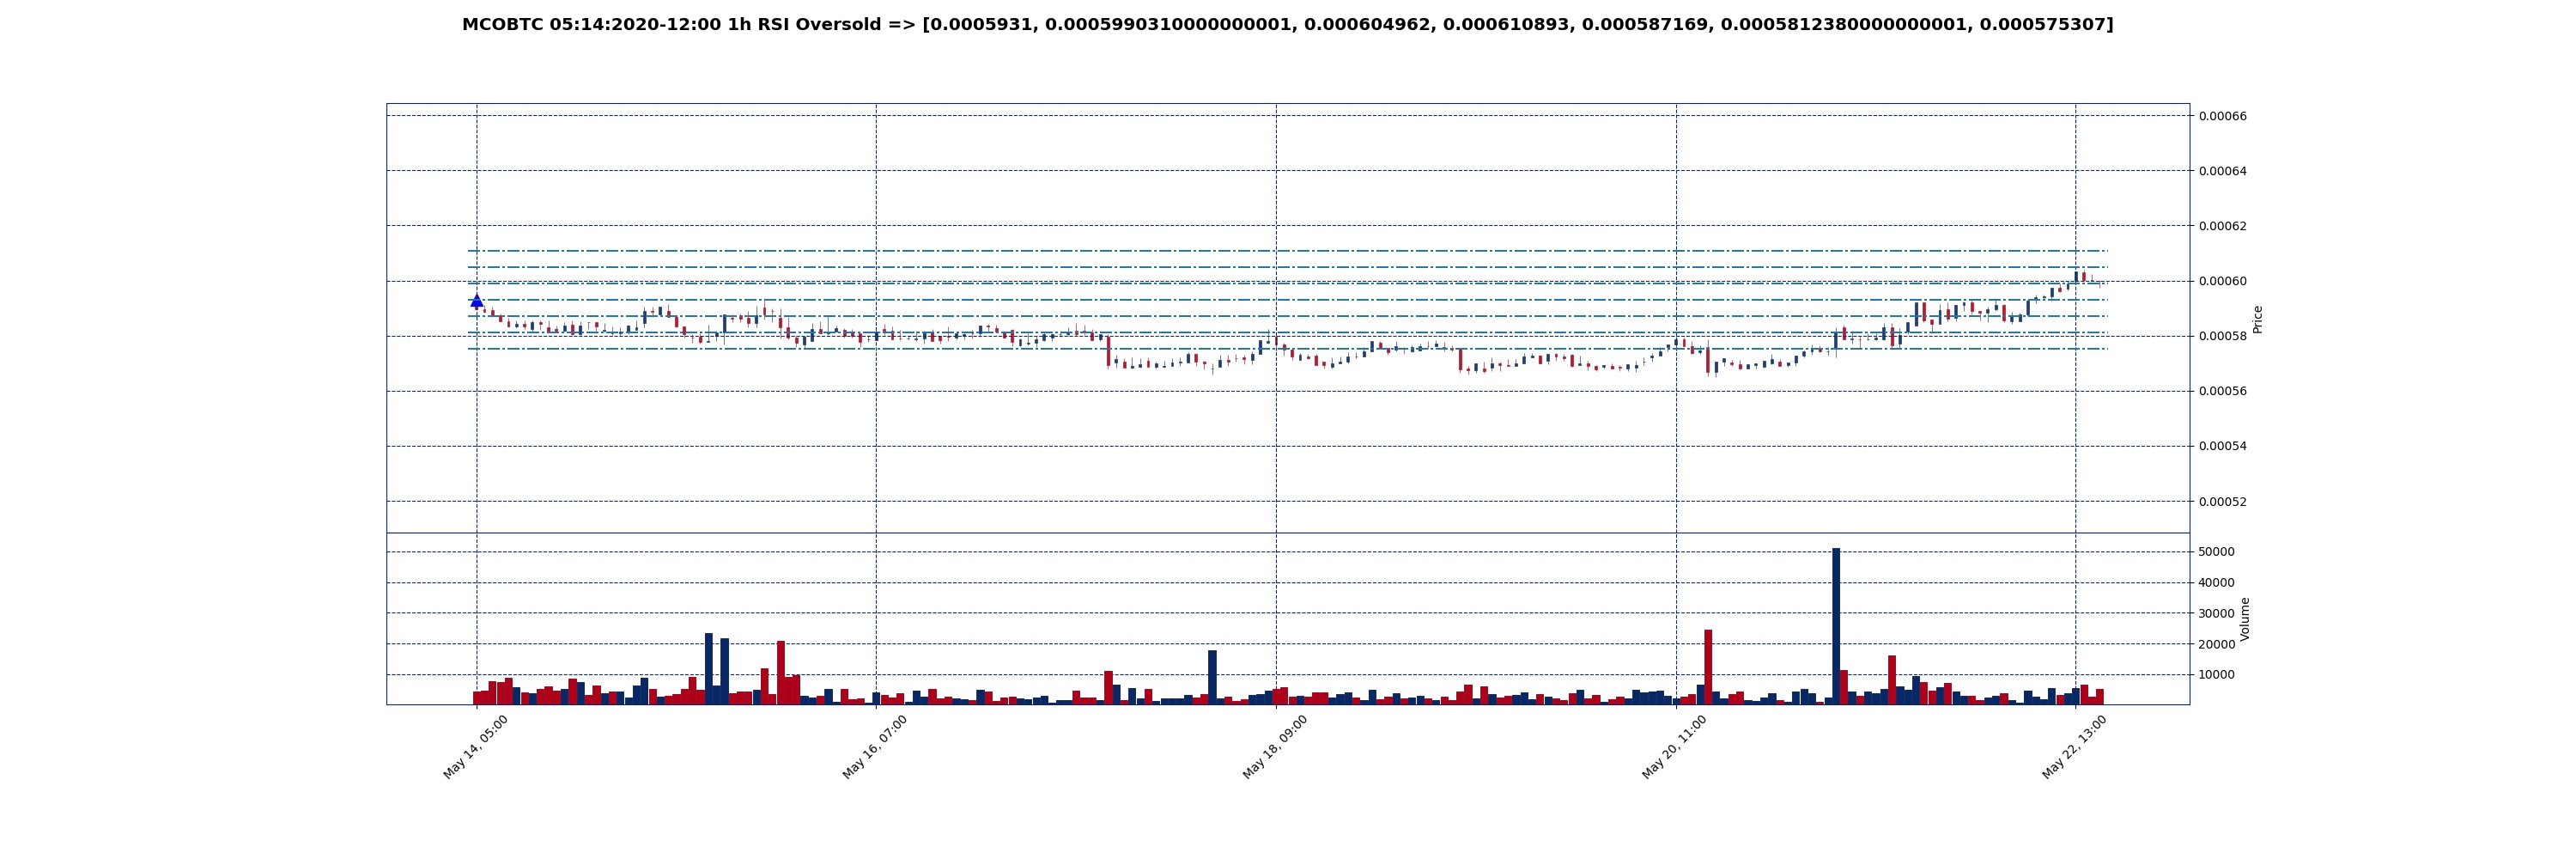 MCOBTC 05:14:2020-12:00 1h RSI Oversold => [0.0005931, 0.0005990310000000001, 0.000604962, 0.000610893, 0.000587169, 0.0005812380000000001, 0.000575307]
0.00066
0.00064
0.00062
0.00060
0.00058
0.00056
0.00054
0.00052
Price
50000
40000
30000
20000
10000
Volume
May 14, 05:00
May 16, 07:00
May 18, 09:00
May 20, 11:00
May 22, 13:00